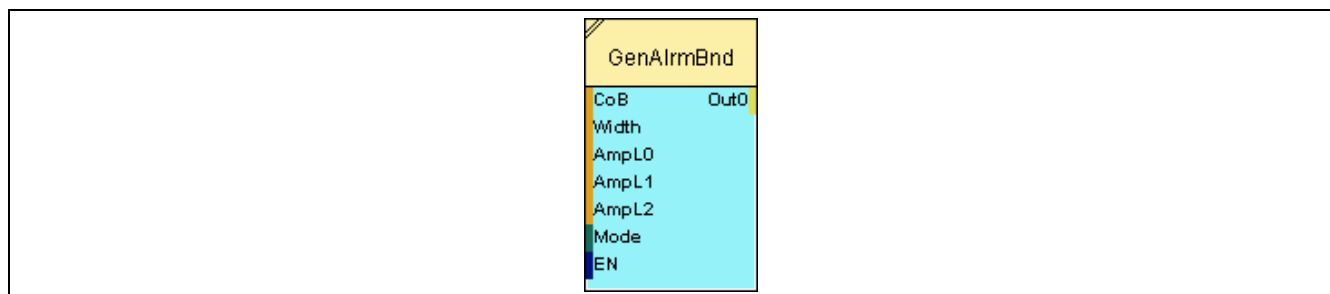 GenAlrmBnd
CoB Out0
Width
AmpL0
AmpL1
AmpL2
Mode
EN